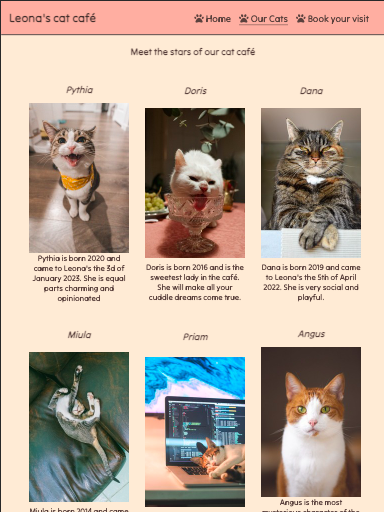 Leona's cat café
Home
Our Cats
Book your visit
Meet the stars of our cat café
Pythia
Doris
Dana
Pythia is born 2020 and
came to Leona's the 3d of
January 2023. She is equal
parts charming and
opinionated
Doris is born 2016 and is the
sweetest lady in the café.
She will make all your
cuddle dreams come true.
Dana is born 2019 and came
to Leona's the 5th of April
2022. She is very social and
playful.
Miula
Priam
Angus
Miula is born 2014 and came
Angus is the most
mysterious character of the